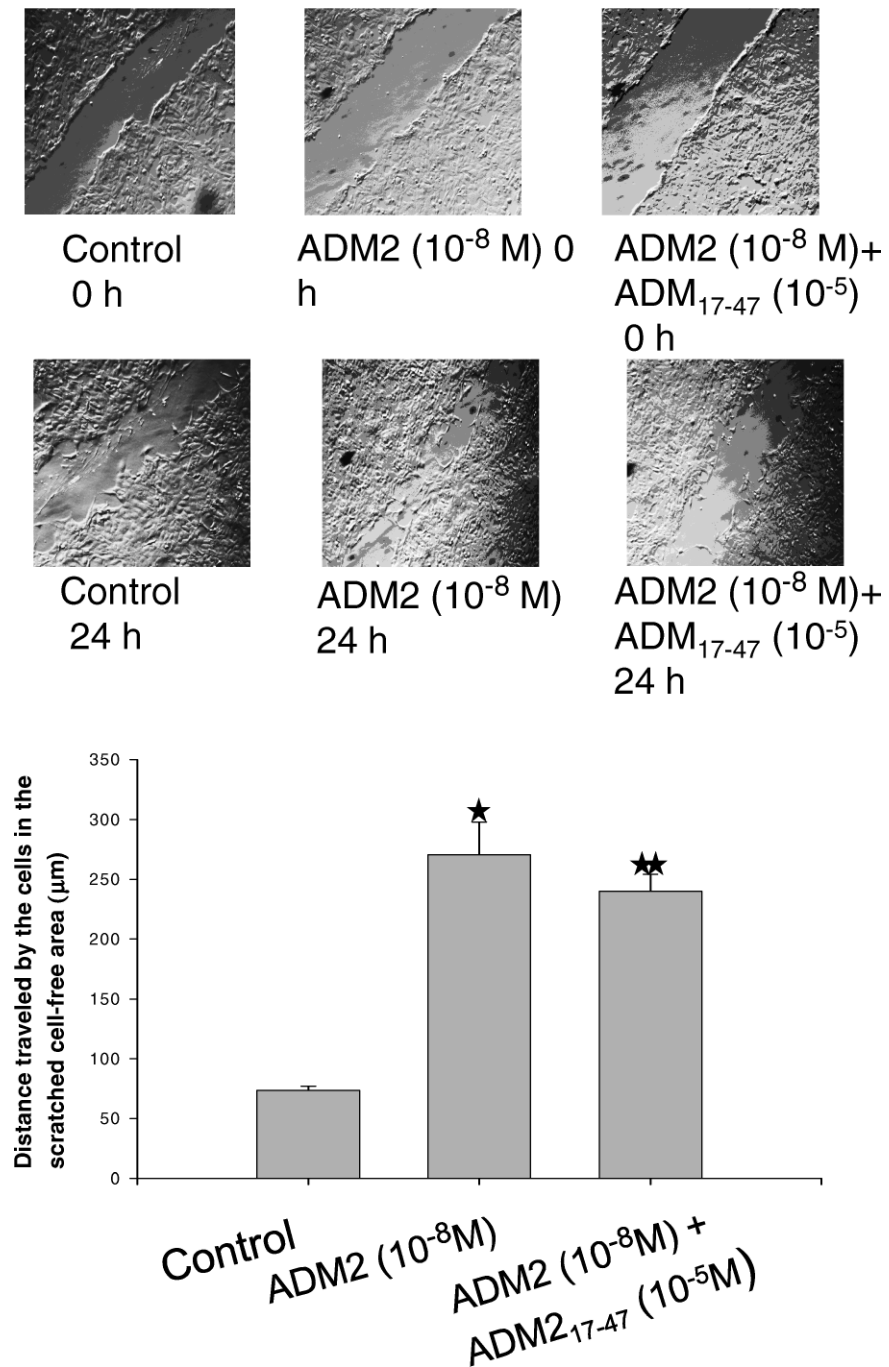 Control
0 h
ADM2 (10⁻⁸ M) 0
h
ADM2 (10⁻⁸ M)+
ADM₁₇₋₄₇ (10⁻⁵)
0 h
Control
24 h
ADM2 (10⁻⁸ M)
24 h
ADM2 (10⁻⁸ M)+
ADM₁₇₋₄₇ (10⁻⁵)
24 h
Distance traveled by the cells in the
scratched cell-free area (μm)
350
300
250
200
150
100
50
0
Control
ADM2 (10⁻⁸M)
ADM2 (10⁻⁸M) +
ADM2₁₇₋₄₇ (10⁻⁵M)